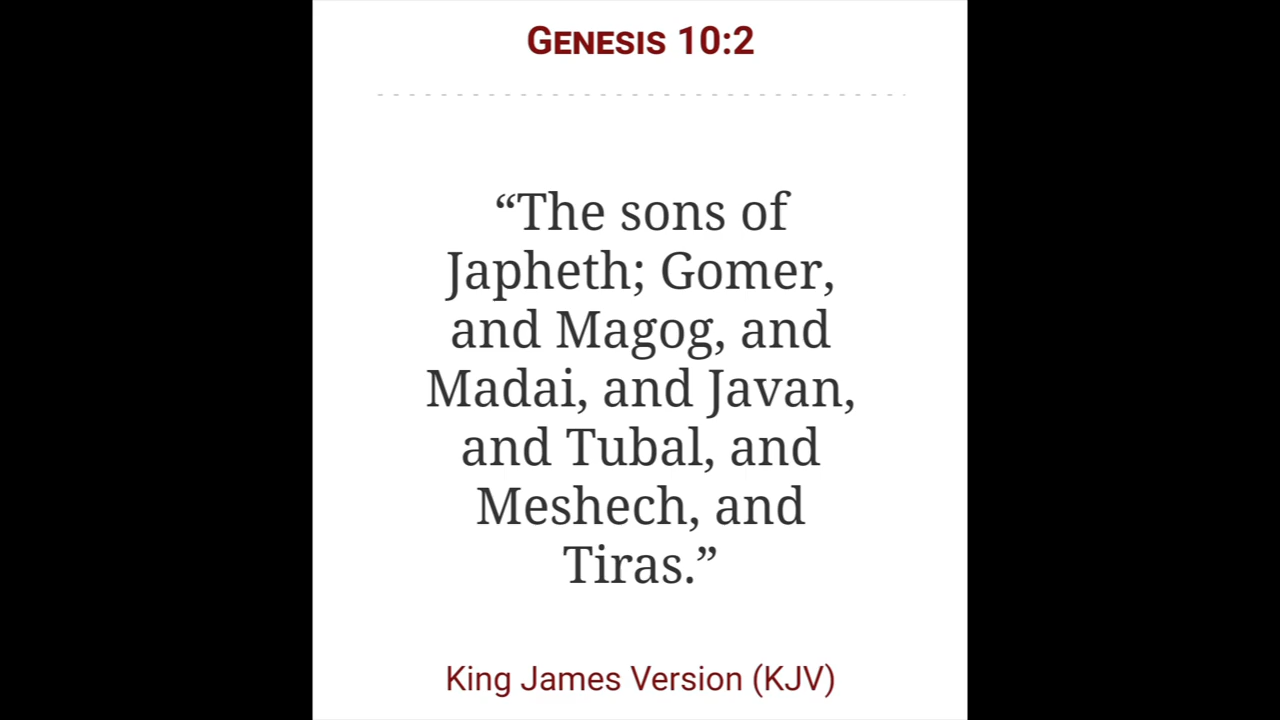 GENESIS 10:2
“The sons of
Japheth; Gomer,
and Magog, and
Madai, and Javan,
and Tubal, and
Meshech, and
Tiras.”
King James Version (KJV)